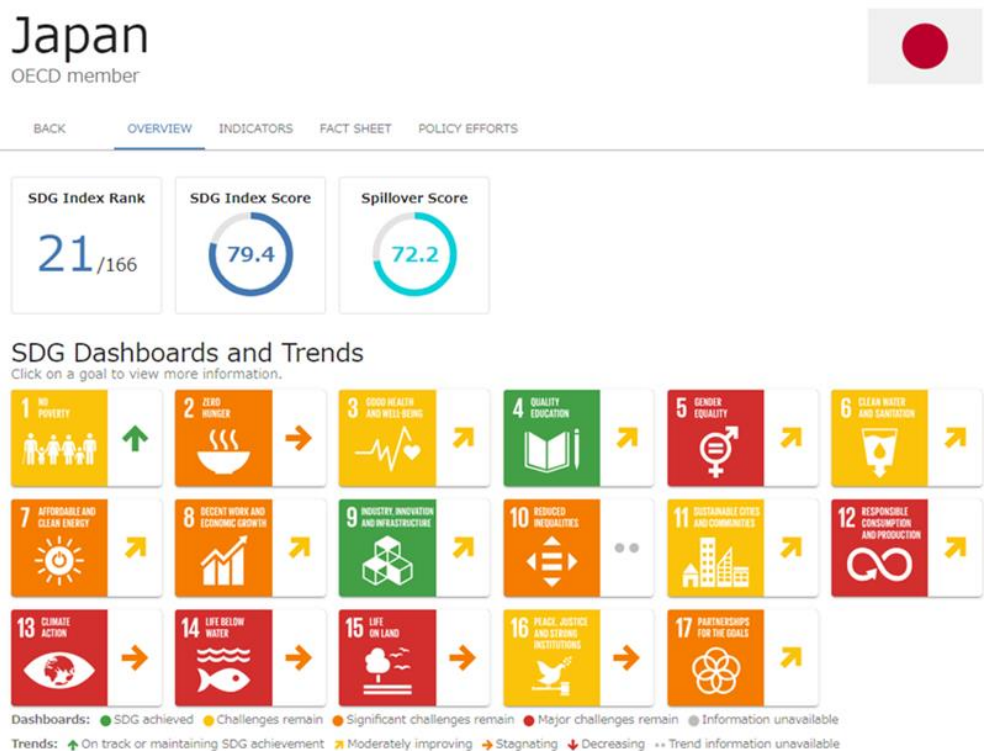 Japan
OECD member
BACK OVERVIEW INDICATORS FACT SHEET POLICY EFFORTS
SDG Index Rank
21/166
SDG Index Score
79.4
Spillover Score
72.2
SDG Dashboards and Trends
Click on a goal to view more information.
1 NO
POVERTY
2 ZERO
HUNGER
3 GOOD HEALTH
AND WELL-BEING
4 QUALITY
EDUCATION
5 GENDER
EQUALITY
6 CLEAN WATER
AND SANITATION
7 AFFORDABLE AND
CLEAN ENERGY
8 DECENT WORK AND
ECONOMIC GROWTH
9 INDUSTRY, INNOVATION
AND INFRASTRUCTURE
10 REDUCED
INEQUALITIES
11 SUSTAINABLE CITIES
AND COMMUNITIES
12 RESPONSIBLE
CONSUMPTION
AND PRODUCTION
13 CLIMATE
ACTION
14 LIFE BELOW
WATER
15 LIFE
ON LAND
16 PEACE, JUSTICE
AND STRONG
INSTITUTIONS
17 PARTNERSHIPS
FOR THE GOALS
Dashboards: SDG achieved Challenges remain Significant challenges remain Major challenges remain Information unavailable
Trends: On track or maintaining SDG achievement Moderately improving Stagnating Decreasing Trend information unavailable